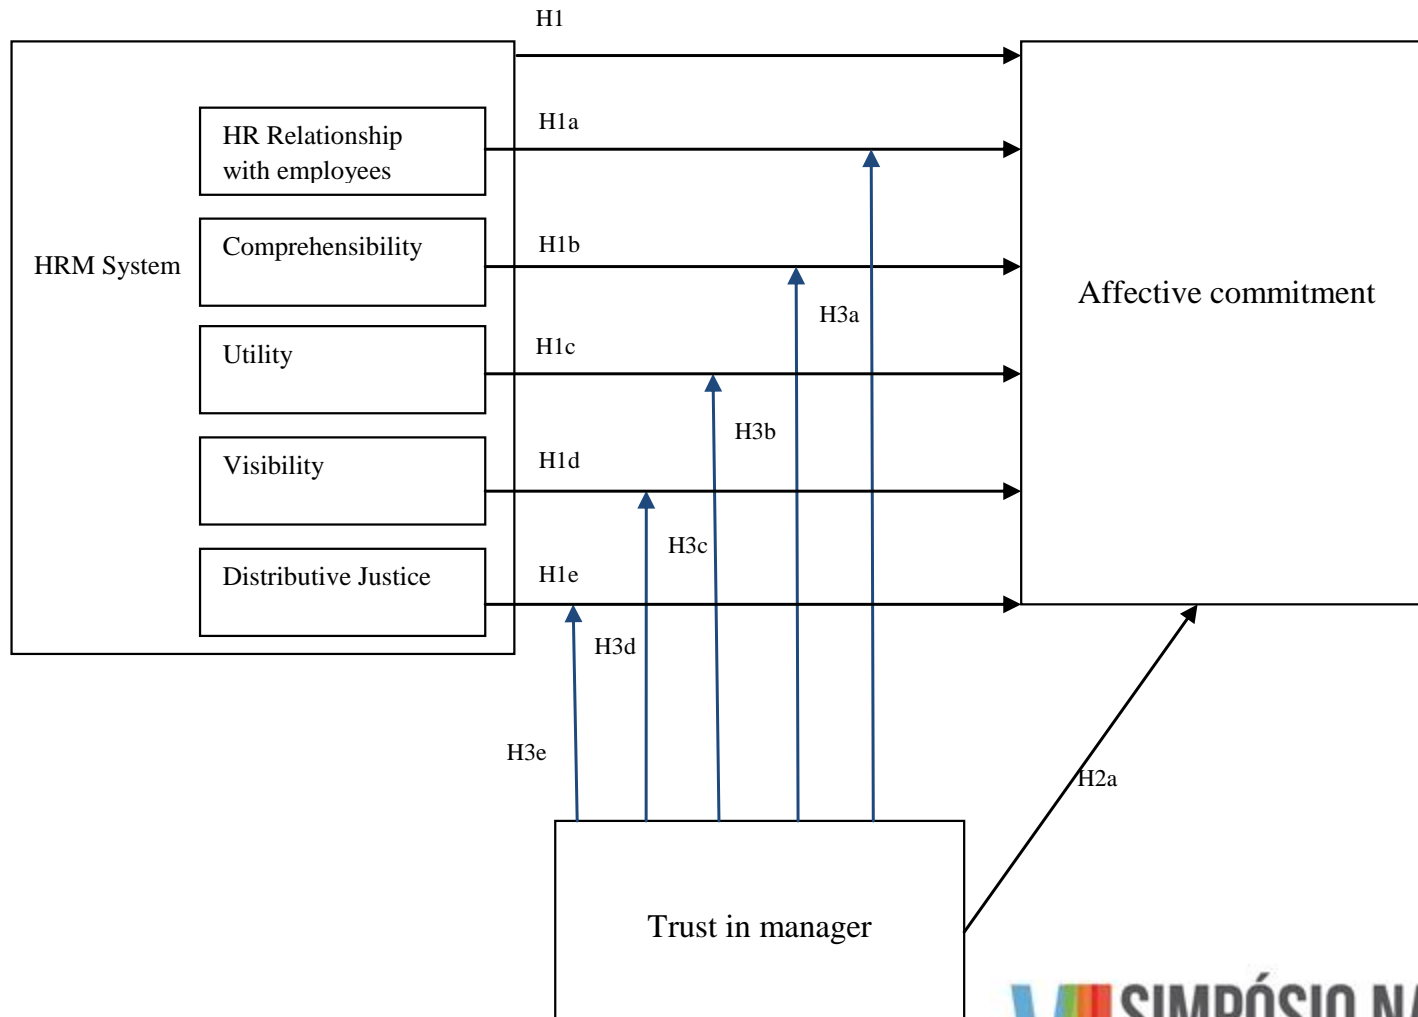 H1
HR Relationship
with employees
H1a
Comprehensibility
H1b
HRM System
Affective commitment
H3a
Utility
H1c
H3b
Visibility
H1d
H3c
Distributive Justice
H1e
H3d
H3e
H2a
Trust in manager
SIMPÓSIO